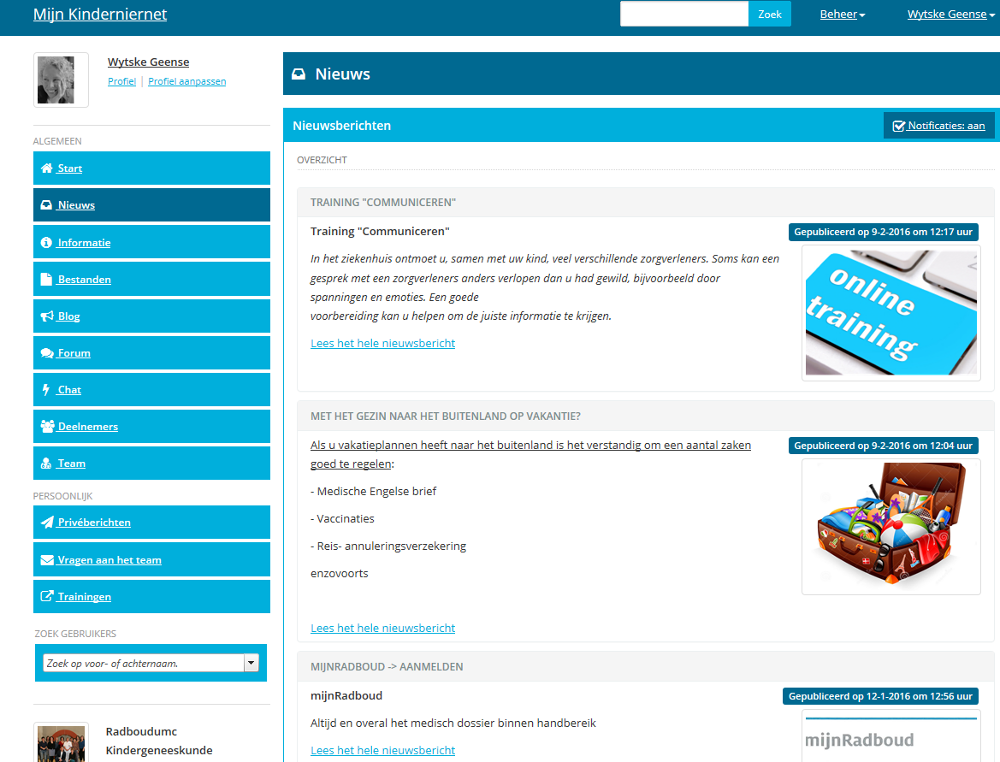 Mijn Kinderniernet
Zoek
Beheer
Wytske Geense
Wytske Geense
Profiel | Profiel aanpassen
ALGEMEEN
Start
Nieuws
Informatie
Bestanden
Blog
Forum
Chat
Deelnemers
Team
PERSOONLIJK
Privéberichten
Vragen aan het team
Trainingen
ZOEK GEBRUIKERS
Zoek op voor- of achternaam.
Radboudumc
Kindergeneeskunde
Nieuws
Nieuwsberichten
Notificaties: aan
OVERZICHT
TRAINING "COMMUNICEREN"
Training "Communiceren"
Gepubliceerd op 9-2-2016 om 12:17 uur
In het ziekenhuis ontmoet u, samen met uw kind, veel verschillende zorgverleners. Soms kan een
gesprek met een zorgverleners anders verlopen dan u had gewild, bijvoorbeeld door
spanningen en emoties. Een goede
voorbereiding kan u helpen om de juiste informatie te krijgen.
Lees het hele nieuwsbericht
online
training
MET HET GEZIN NAAR HET BUITENLAND OP VAKANTIE?
Als u vakatieplannen heeft naar het buitenland is het verstandig om een aantal zaken
goed te regelen:
Gepubliceerd op 9-2-2016 om 12:04 uur
- Medische Engelse brief
- Vaccinaties
- Reis- annuleringsverzekering
enzovoorts
Lees het hele nieuwsbericht
MIJNRADBOUD -> AANMELDEN
mijnRadboud
Gepubliceerd op 12-1-2016 om 12:56 uur
Altijd en overal het medisch dossier binnen handbereik
Lees het hele nieuwsbericht
mijnRadboud